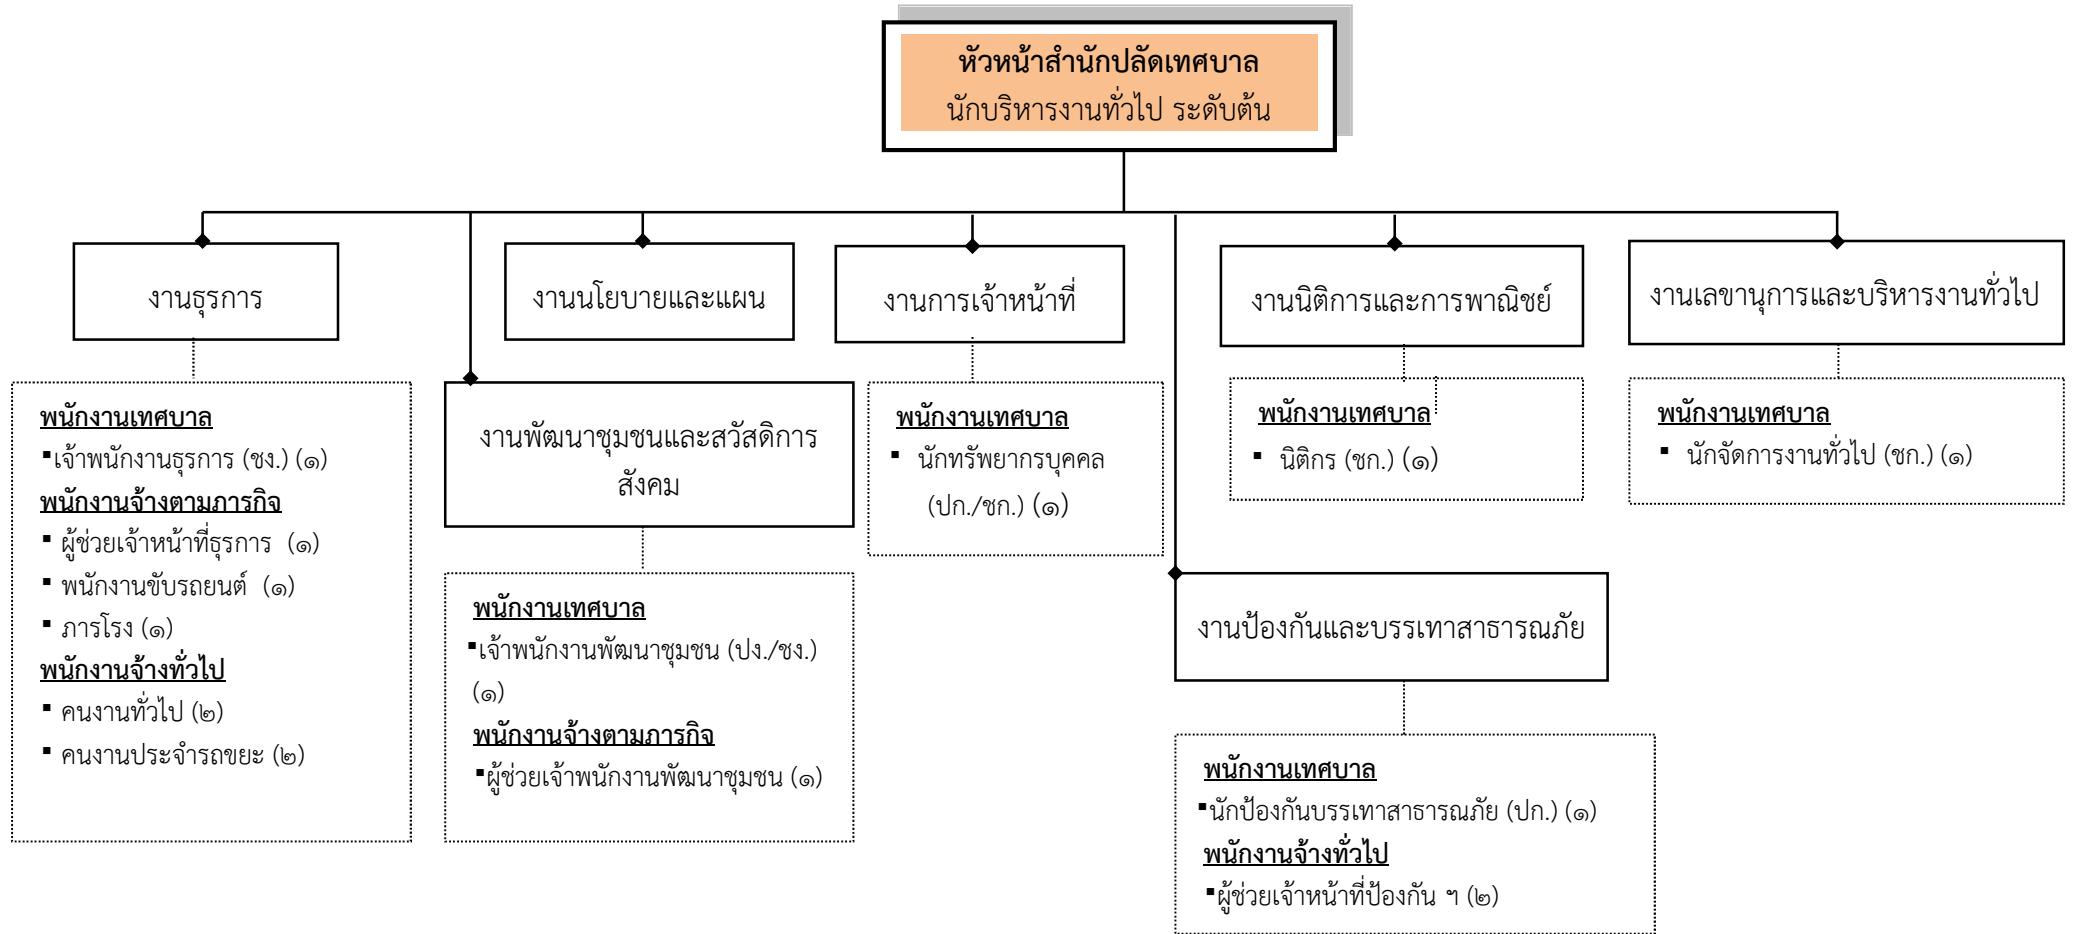 หัวหน้าสำนักปลัดเทศบาล
นักบริหารงานทั่วไป ระดับต้น
งานธุรการ
งานนโยบายและแผน
งานการเจ้าหน้าที่
งานนิติการและการพาณิชย์
งานเลขานุการและบริหารงานทั่วไป
พนักงานเทศบาล
▪เจ้าพนักงานธุรการ (ชง.) (๑)
พนักงานจ้างตามภารกิจ
▪ ผู้ช่วยเจ้าหน้าที่ธุรการ (๑)
▪ พนักงานขับรถยนต์ (๑)
▪ ภารโรง (๑)
พนักงานจ้างทั่วไป
▪ คนงานทั่วไป (๒)
▪ คนงานประจำรถขยะ (๒)
งานพัฒนาชุมชนและสวัสดิการ
สังคม
พนักงานเทศบาล
▪เจ้าพนักงานพัฒนาชุมชน (ปง./ชง.)
(๑)
พนักงานจ้างตามภารกิจ
▪ผู้ช่วยเจ้าพนักงานพัฒนาชุมชน (๑)
พนักงานเทศบาล
▪ นักทรัพยากรบุคคล
(ปก./ชก.) (๑)
พนักงานเทศบาล
▪ นิติกร (ชก.) (๑)
พนักงานเทศบาล
▪ นักจัดการงานทั่วไป (ชก.) (๑)
งานป้องกันและบรรเทาสาธารณภัย
พนักงานเทศบาล
▪นักป้องกันบรรเทาสาธารณภัย (ปก.) (๑)
พนักงานจ้างทั่วไป
▪ผู้ช่วยเจ้าหน้าที่ป้องกัน ฯ (๒)